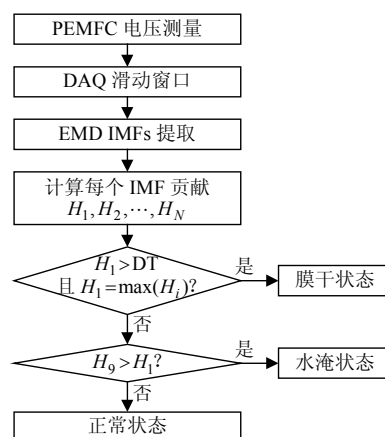 PEMFC 电压测量
DAQ 滑动窗口
EMD IMFs 提取
计算每个 IMF 贡献
H₁, H₂, ⋯, H_N
H₁>DT
且 H₁=max(Hᵢ)?
是
膜干状态
否
H₉>H₁?
是
水淹状态
否
正常状态